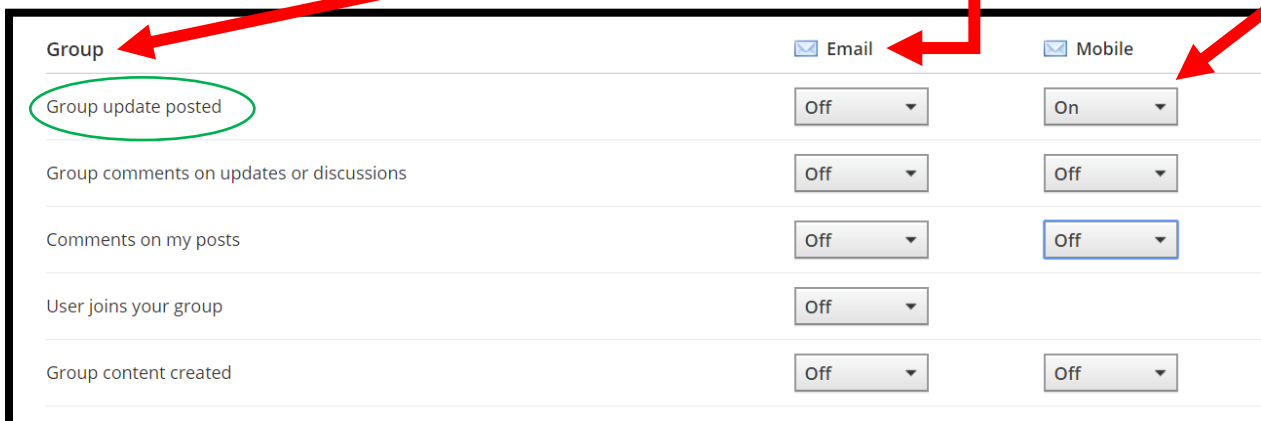 Group Email Mobile
Group update posted Off On
Group comments on updates or discussions Off Off
Comments on my posts Off Off
User joins your group Off
Group content created Off Off